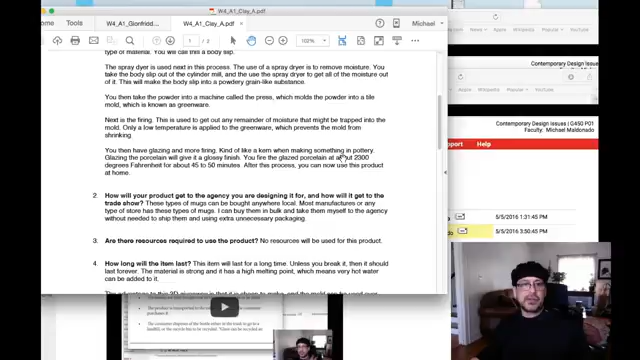 W4_A1_Clay_A.pdf
W4_A1_Gionfriddo
W4_A1_Clay_A.pdf
Michael
1 / 2
102%
type of material. You will call this a body slip.
The spray dryer is used next in this process. The use of a spray dryer is to remove moisture. You
take the body slip out of the cylinder mill, and the use the spray dryer to get all of the moisture out
of it. This will make the body slip into a powdery grain-like substance.
You then take the powder into a machine called the press, which molds the powder into a tile
mold, which is known as greenware.
Next is the firing. This is used to get out any remainder of moisture that might be trapped into the
mold. Only a low temperature is applied to the greenware, which prevents the mold from
shrinking.
You then have glazing and more firing. Kind of like a kern when making something in pottery.
Glazing the porcelain will give it a glossy finish. You fire the glazed porcelain at about 2300
degrees Fahrenheit for about 45 to 50 minutes. After this process, you can now use this product
at home.
2. How will your product get to the agency you are designing it for, and how will it get to the
trade show? These types of mugs can be bought anywhere local. Most manufactures or any
type of store has these types of mugs. I can buy them in bulk and take them myself to the agency
without needed to ship them and using extra unnecessary packaging.
3. Are there resources required to use the product? No resources will be used for this product.
4. How long will the item last? This item will last for a long time. Unless you break it, then it should
last forever. The material is strong and it has a high melting point, which means very hot water
can be added to it.
Apple Wikipedia Popular
Contemporary Design Issues
Apple Wikipedia Popular
Contemporary Design Issues | G450 P01
Faculty: Michael Maldonado
Help
5/5/2016 1:31:45 PM
do
5/5/2016 3:50:45 PM